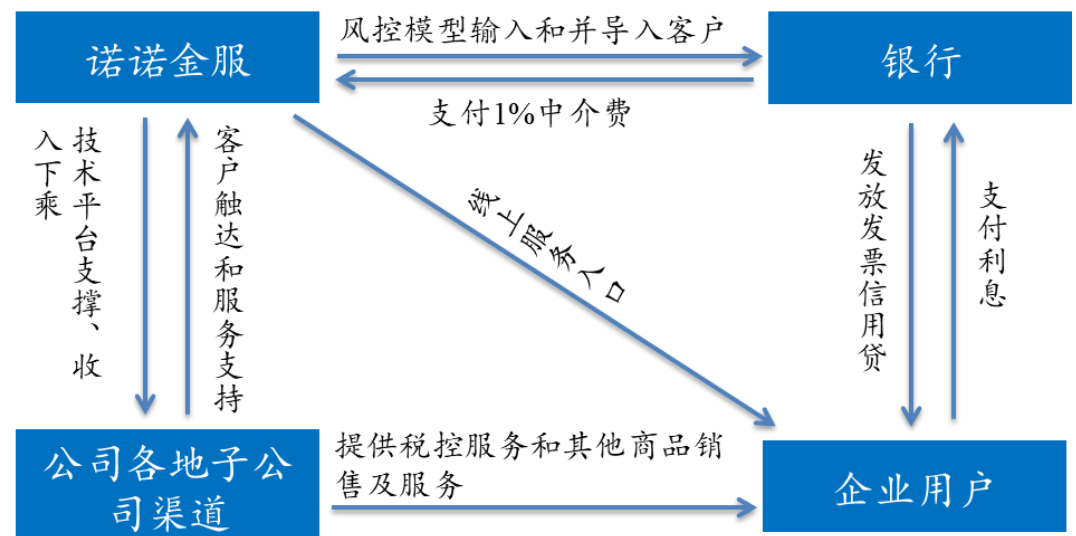 诺诺金服
风控模型输入和并导入客户
银行
支付1%中介费
技术平台支撑、收
入下乘
客户触达和服务支持
线上服务入口
发放发票信用贷
支付利息
公司各地子公
司渠道
提供税控服务和其他商品销
售及服务
企业用户